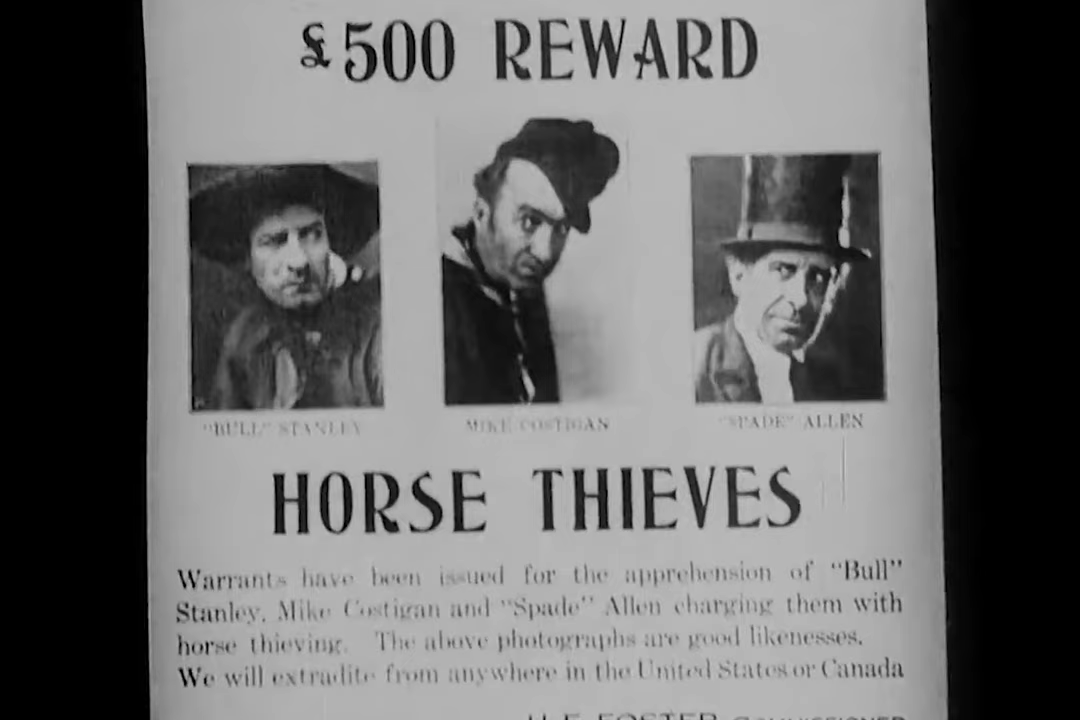 £500 REWARD
"BULL" STANLEY
MIKE COSTIGAN
"SPADE" ALLEN
HORSE THIEVES
Warrants have been issued for the apprehension of "Bull"
Stanley, Mike Costigan and "Spade" Allen charging them with
horse thieving. The above photographs are good likenesses.
We will extradite from anywhere in the United States or Canada
H. E. FOSTER COMMISSIONER